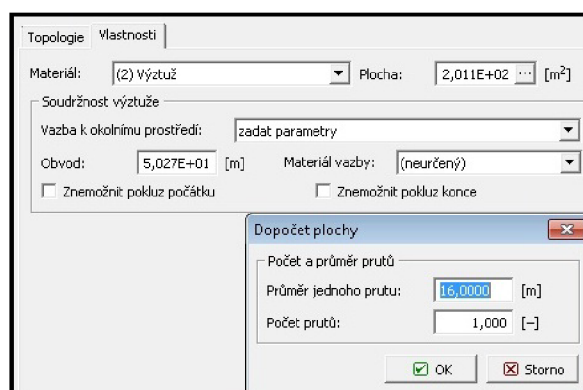 Topologie Vlastnosti
Materiál: (2) Výztuž Plocha: 2,011E+02 ... [m²]
Soudržnost výztuže
Vazba k okolnímu prostředí: zadat parametry
Obvod: 5,027E+01 [m] Materiál vazby: (neurčený)
Znemožnit pokluz počátku Znemožnit pokluz konce
Dopočet plochy
Počet a průměr prutů
Průměr jednoho prutu: 16,0000 [m]
Počet prutů: 1,000 [−]
OK Storno